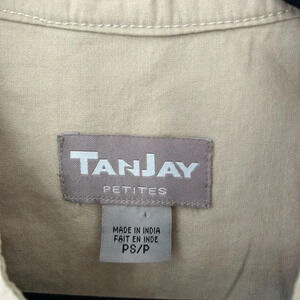 TANJAY
PETITES
MADE IN INDIA
FAIT EN INDE
PS/P